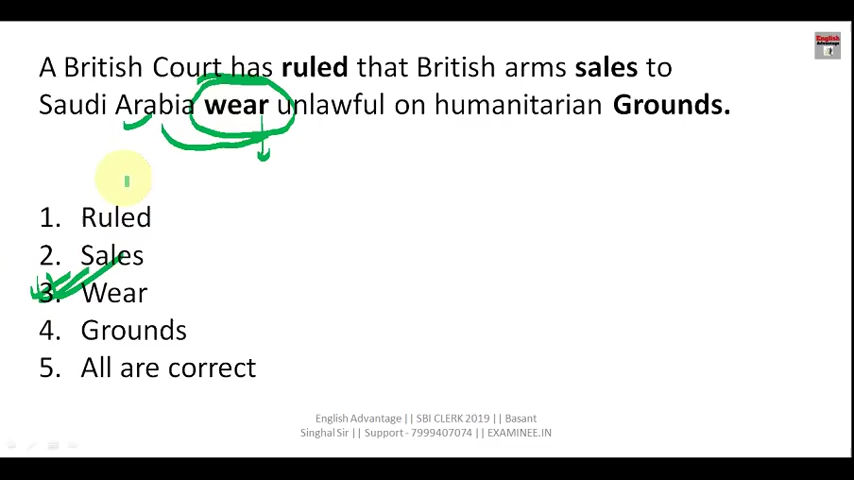 English
Advantage
A British Court has ruled that British arms sales to
Saudi Arabia wear unlawful on humanitarian Grounds.
1. Ruled
2. Sales
3. Wear
4. Grounds
5. All are correct
English Advantage || SBI CLERK 2019 || Basant
Singhal Sir || Support - 7999407074 || EXAMINEE.IN